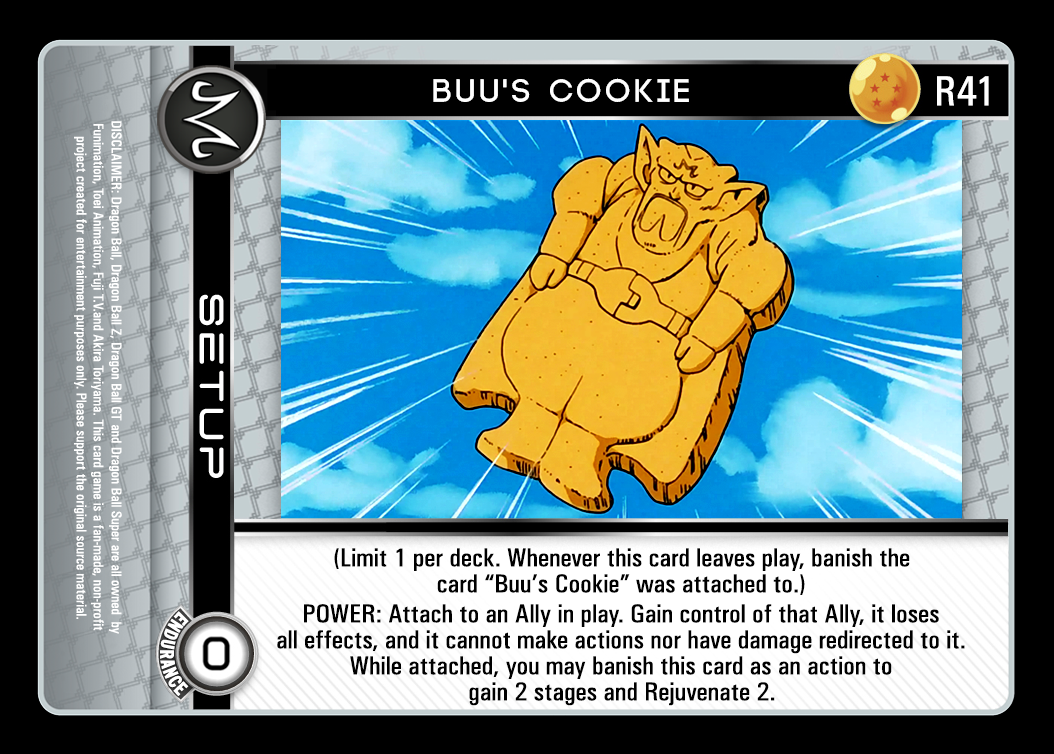 BUU'S COOKIE
R41
M
SETUP
(Limit 1 per deck. Whenever this card leaves play, banish the
card “Buu’s Cookie” was attached to.)
POWER: Attach to an Ally in play. Gain control of that Ally, it loses
all effects, and it cannot make actions nor have damage redirected to it.
While attached, you may banish this card as an action to
gain 2 stages and Rejuvenate 2.
ENDURANCE
0
DISCLAIMER: Dragon Ball, Dragon Ball Z, Dragon Ball GT and Dragon Ball Super are all owned by
Funimation, Toei Animation, Fuji T.V.and Akira Toriyama. This card game is a fan-made, non-profit
project created for entertainment purposes only. Please support the original source material.